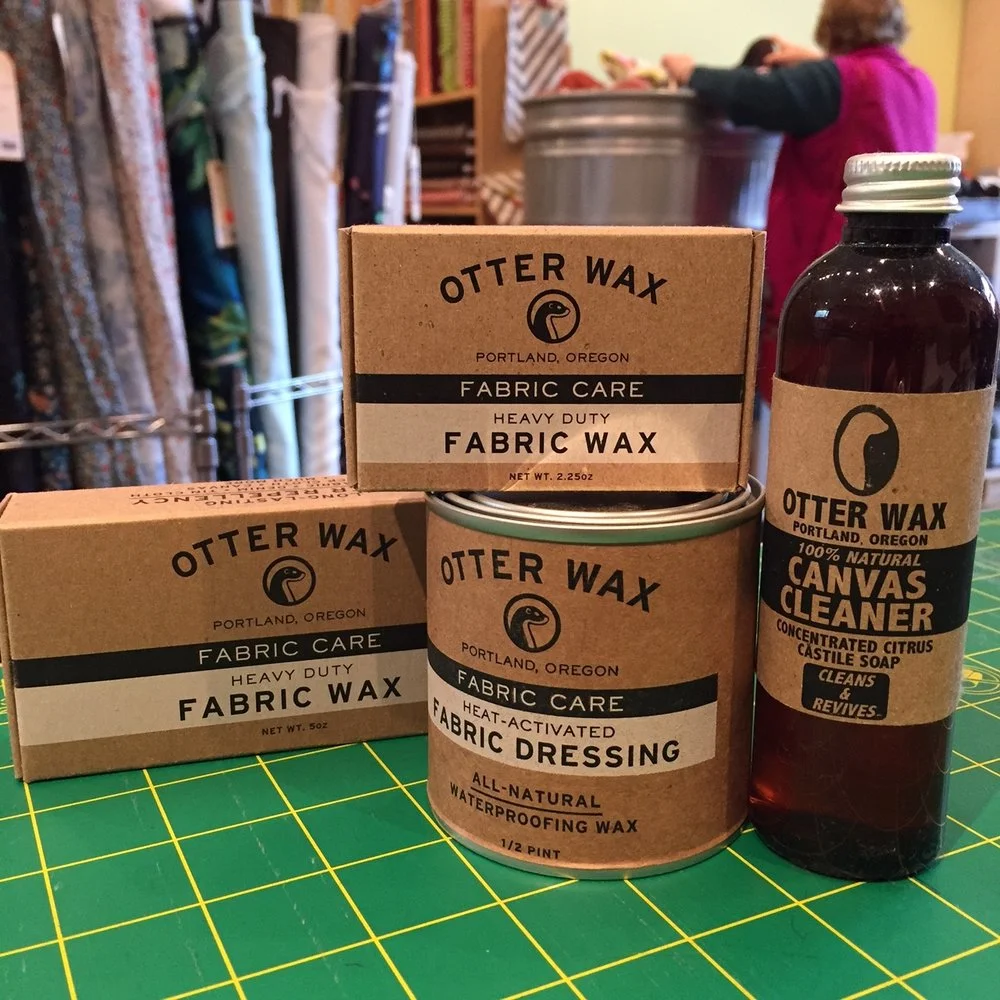 OTTER WAX
PORTLAND, OREGON
FABRIC CARE
HEAVY DUTY
FABRIC WAX
NET WT. 2.25oz
REPELLENCY
OTTER WAX
PORTLAND, OREGON
FABRIC CARE
HEAVY DUTY
FABRIC WAX
NET WT. 5oz
OTTER WAX
PORTLAND, OREGON
FABRIC CARE
HEAT-ACTIVATED
FABRIC DRESSING
ALL-NATURAL
WATERPROOFING WAX
1/2 PINT
OTTER WAX
PORTLAND, OREGON
100% NATURAL
CANVAS
CLEANER
CONCENTRATED CITRUS
CASTILE SOAP
CLEANS
&
REVIVES